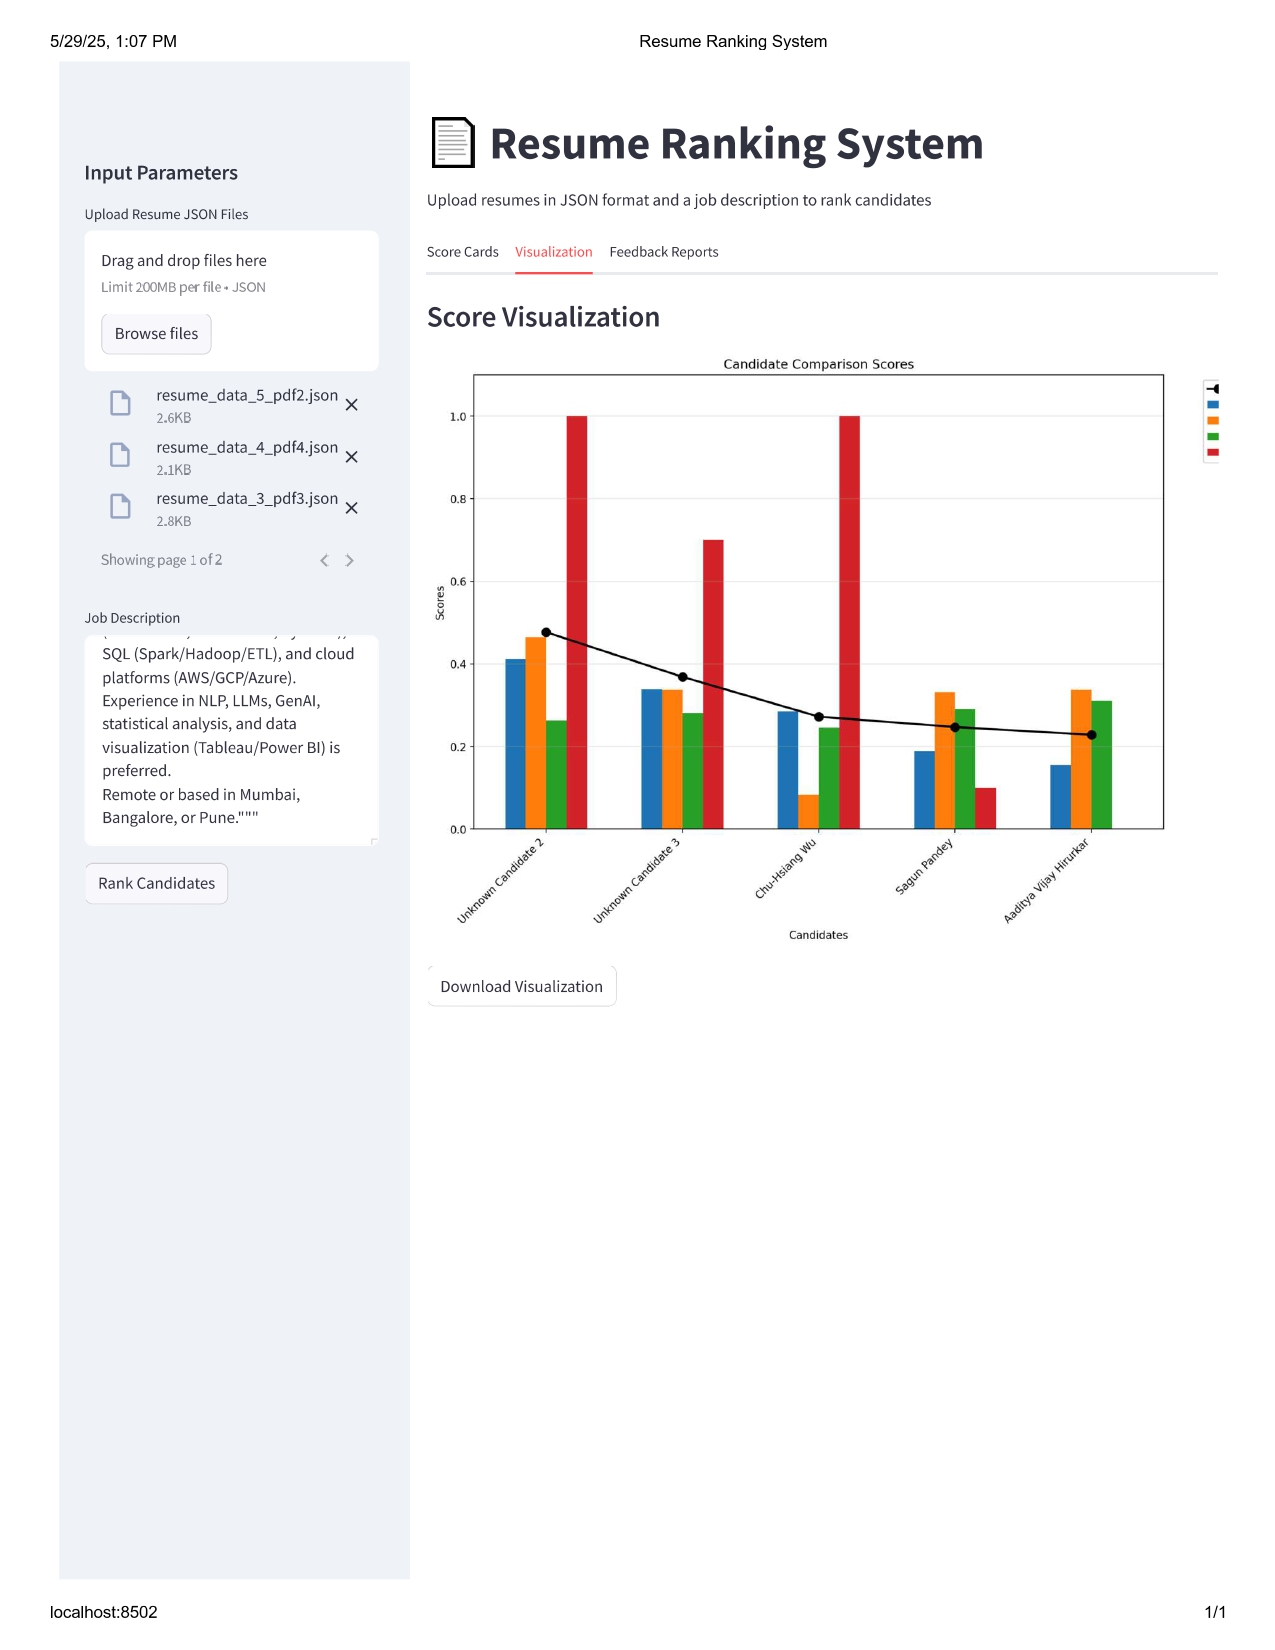 5/29/25, 1:07 PM
Resume Ranking System
Input Parameters
Upload Resume JSON Files
Drag and drop files here
Limit 200MB per file • JSON
Browse files
resume_data_5_pdf2.json
2.6KB
resume_data_4_pdf4.json
2.1KB
resume_data_3_pdf3.json
2.8KB
Showing page 1 of 2
Job Description
SQL (Spark/Hadoop/ETL), and cloud
platforms (AWS/GCP/Azure).
Experience in NLP, LLMs, GenAI,
statistical analysis, and data
visualization (Tableau/Power BI) is
preferred.
Remote or based in Mumbai,
Bangalore, or Pune."""
Rank Candidates
Resume Ranking System
Upload resumes in JSON format and a job description to rank candidates
Score Cards Visualization Feedback Reports
Score Visualization
Candidate Comparison Scores
1.0
0.8
0.6
0.4
0.2
0.0
Scores
Unknown Candidate 2
Unknown Candidate 3
Chu-Hsiang Wu
Sagun Pandey
Aaditya Vijay Hirurkar
Candidates
Download Visualization
localhost:8502
1/1